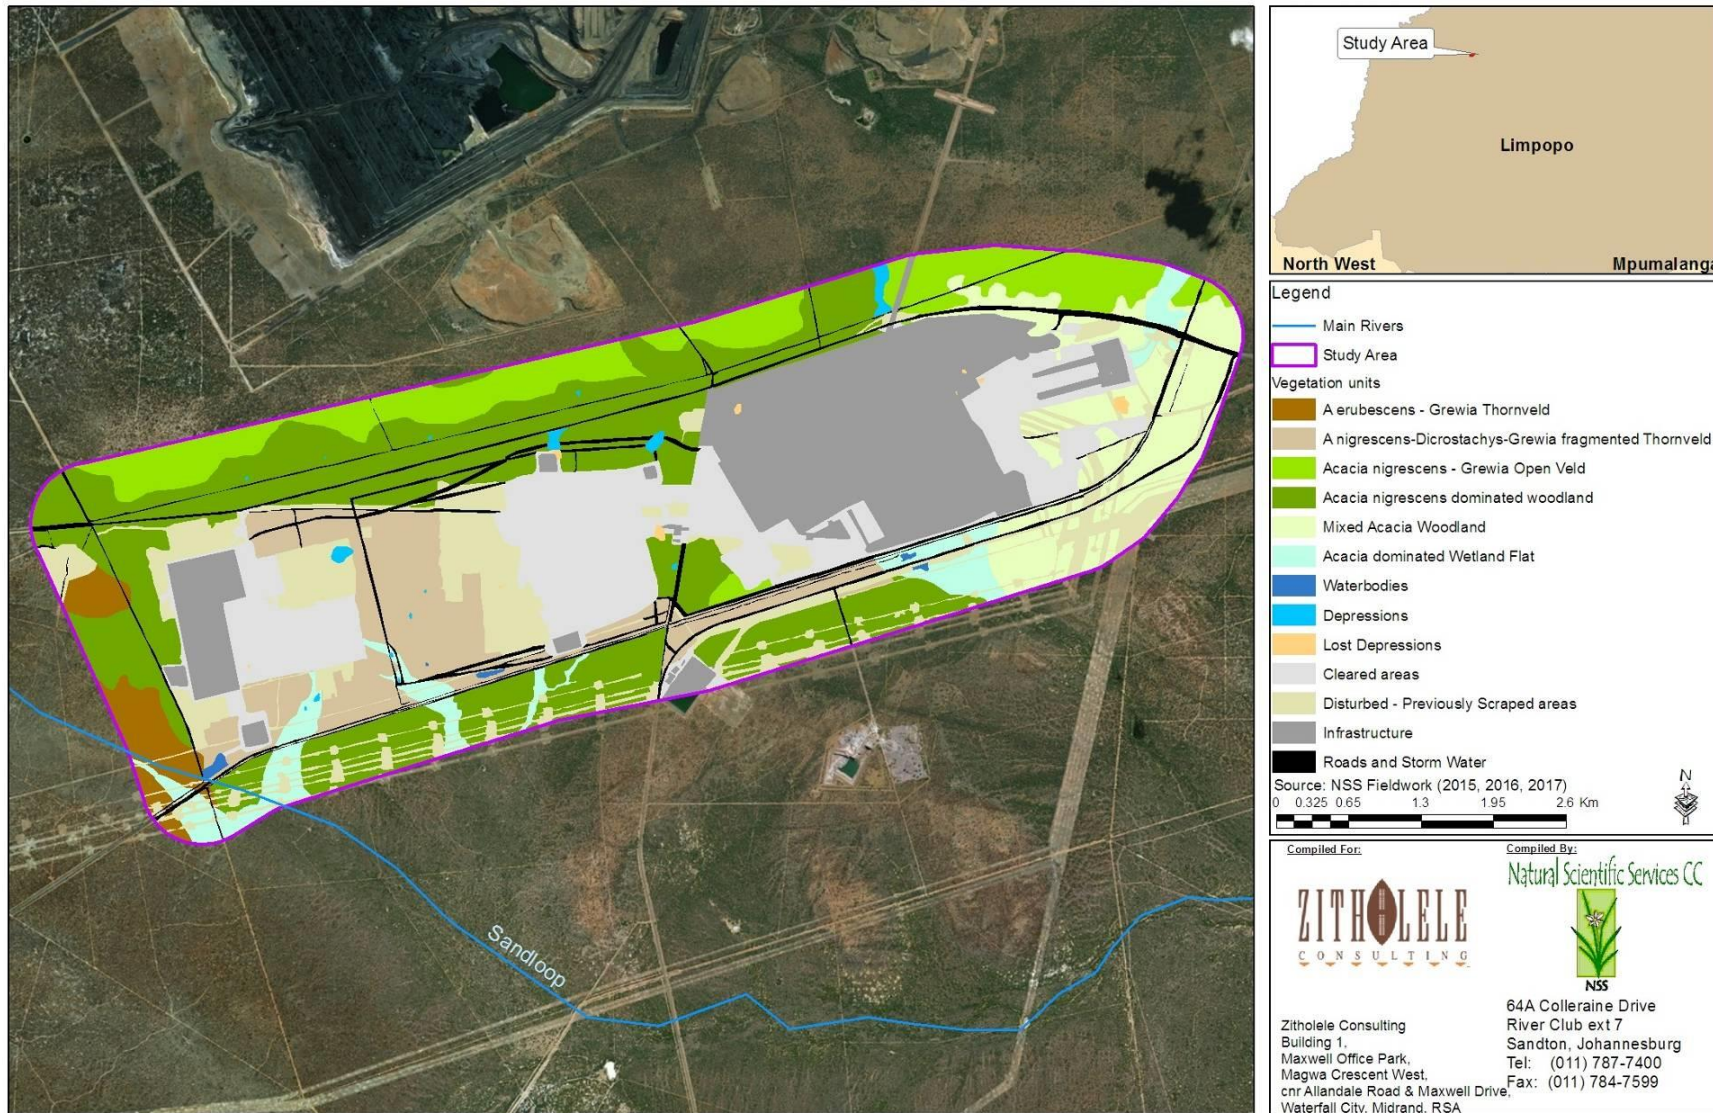 Sandloop
Study Area
Limpopo
North West
Mpumalanga
Legend
Main Rivers
Study Area
Vegetation units
A erubescens - Grewia Thornveld
A nigrescens-Dicrostachys-Grewia fragmented Thornveld
Acacia nigrescens - Grewia Open Veld
Acacia nigrescens dominated woodland
Mixed Acacia Woodland
Acacia dominated Wetland Flat
Waterbodies
Depressions
Lost Depressions
Cleared areas
Disturbed - Previously Scraped areas
Infrastructure
Roads and Storm Water
Source: NSS Fieldwork (2015, 2016, 2017)
0 0.325 0.65 1.3 1.95 2.6 Km
N
Compiled For:
ZITHOLELE
CONSULTING
Zitholele Consulting
Building 1,
Maxwell Office Park,
Magwa Crescent West,
cnr Allandale Road & Maxwell Drive,
Waterfall City, Midrand, RSA
Compiled By:
Natural Scientific Services CC
NSS
64A Colleraine Drive
River Club ext 7
Sandton, Johannesburg
Tel: (011) 787-7400
Fax: (011) 784-7599